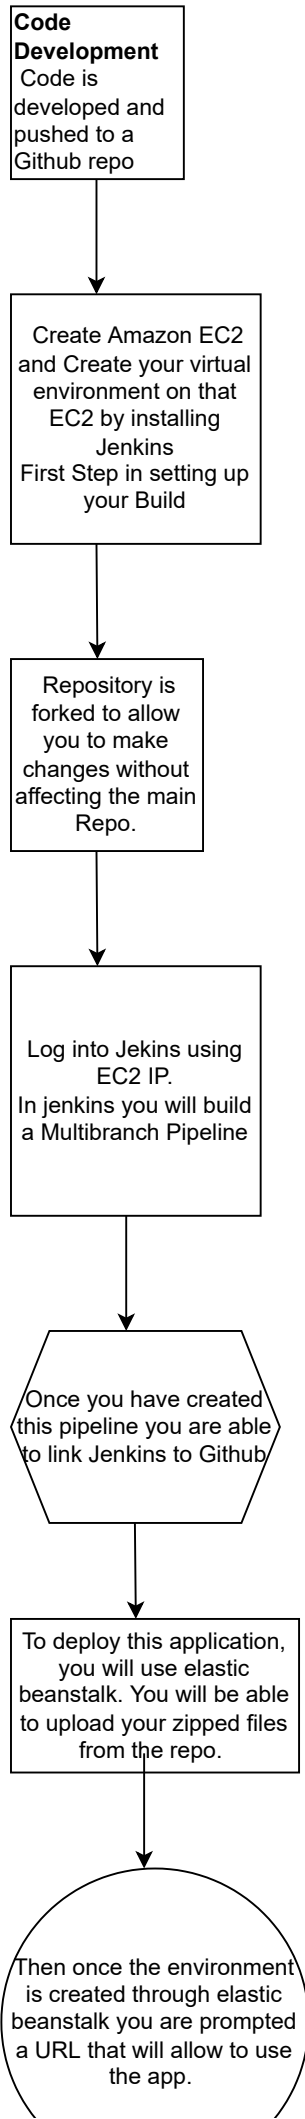 Code
Development
Code is
developed and
pushed to a
Github repo
Create Amazon EC2
and Create your virtual
environment on that
EC2 by installing
Jenkins
First Step in setting up
your Build
Repository is
forked to allow
you to make
changes without
affecting the main
Repo.
Log into Jekins using
EC2 IP.
In jenkins you will build
a Multibranch Pipeline
Once you have created
this pipeline you are able
to link Jenkins to Github
To deploy this application,
you will use elastic
beanstalk. You will be able
to upload your zipped files
from the repo.
Then once the environment
is created through elastic
beanstalk you are prompted
a URL that will allow to use
the app.